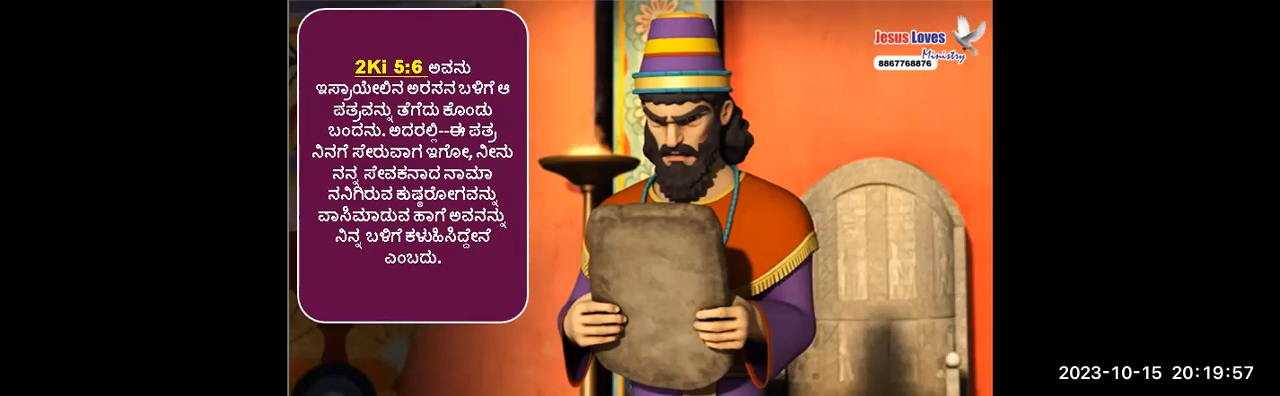 2Ki 5:6 ಅವನು
ಇಸ್ರಾಯೇಲಿನ ಅರಸನ ಬಳಿಗೆ ಆ
ಪತ್ರವನ್ನು ತೆಗೆದು ಕೊಂಡು
ಬಂದನು. ಅದರಲ್ಲಿ--ಈ ಪತ್ರ
ನಿನಗೆ ಸೇರುವಾಗ ಇಗೋ, ನೀನು
ನನ್ನ ಸೇವಕನಾದ ನಾಮಾ
ನನಿಗಿರುವ ಕುಷ್ಠರೋಗವನ್ನು
ವಾಸಿಮಾಡುವ ಹಾಗೆ ಅವನನ್ನು
ನಿನ್ನ ಬಳಿಗೆ ಕಳುಹಿಸಿದ್ದೇನೆ
ಎಂಬದು.
Jesus Loves
Ministry
8867768876
2023-10-15 20:19:57